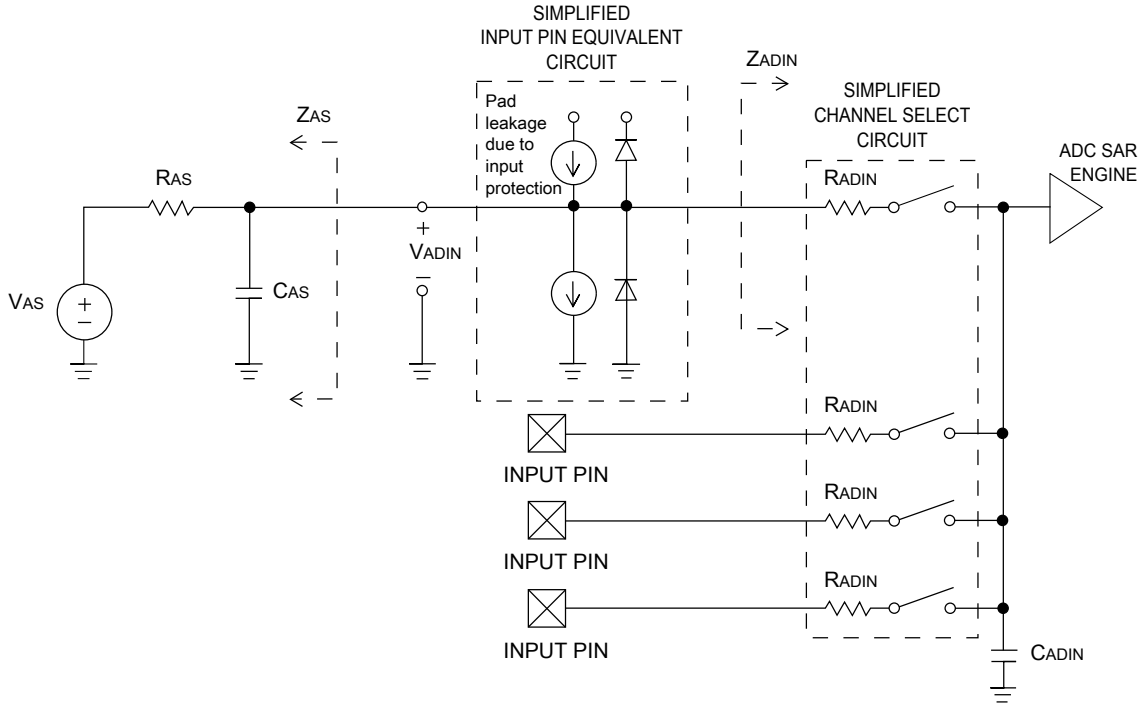 SIMPLIFIED
INPUT PIN EQUIVALENT
CIRCUIT
ZADIN
SIMPLIFIED
CHANNEL SELECT
CIRCUIT
Pad
leakage
due to
input
protection
ZAS
ADC SAR
ENGINE
RAS
RADIN
+
VADIN
–
CAS
VAS
+
–
RADIN
INPUT PIN
RADIN
INPUT PIN
RADIN
INPUT PIN
CADIN